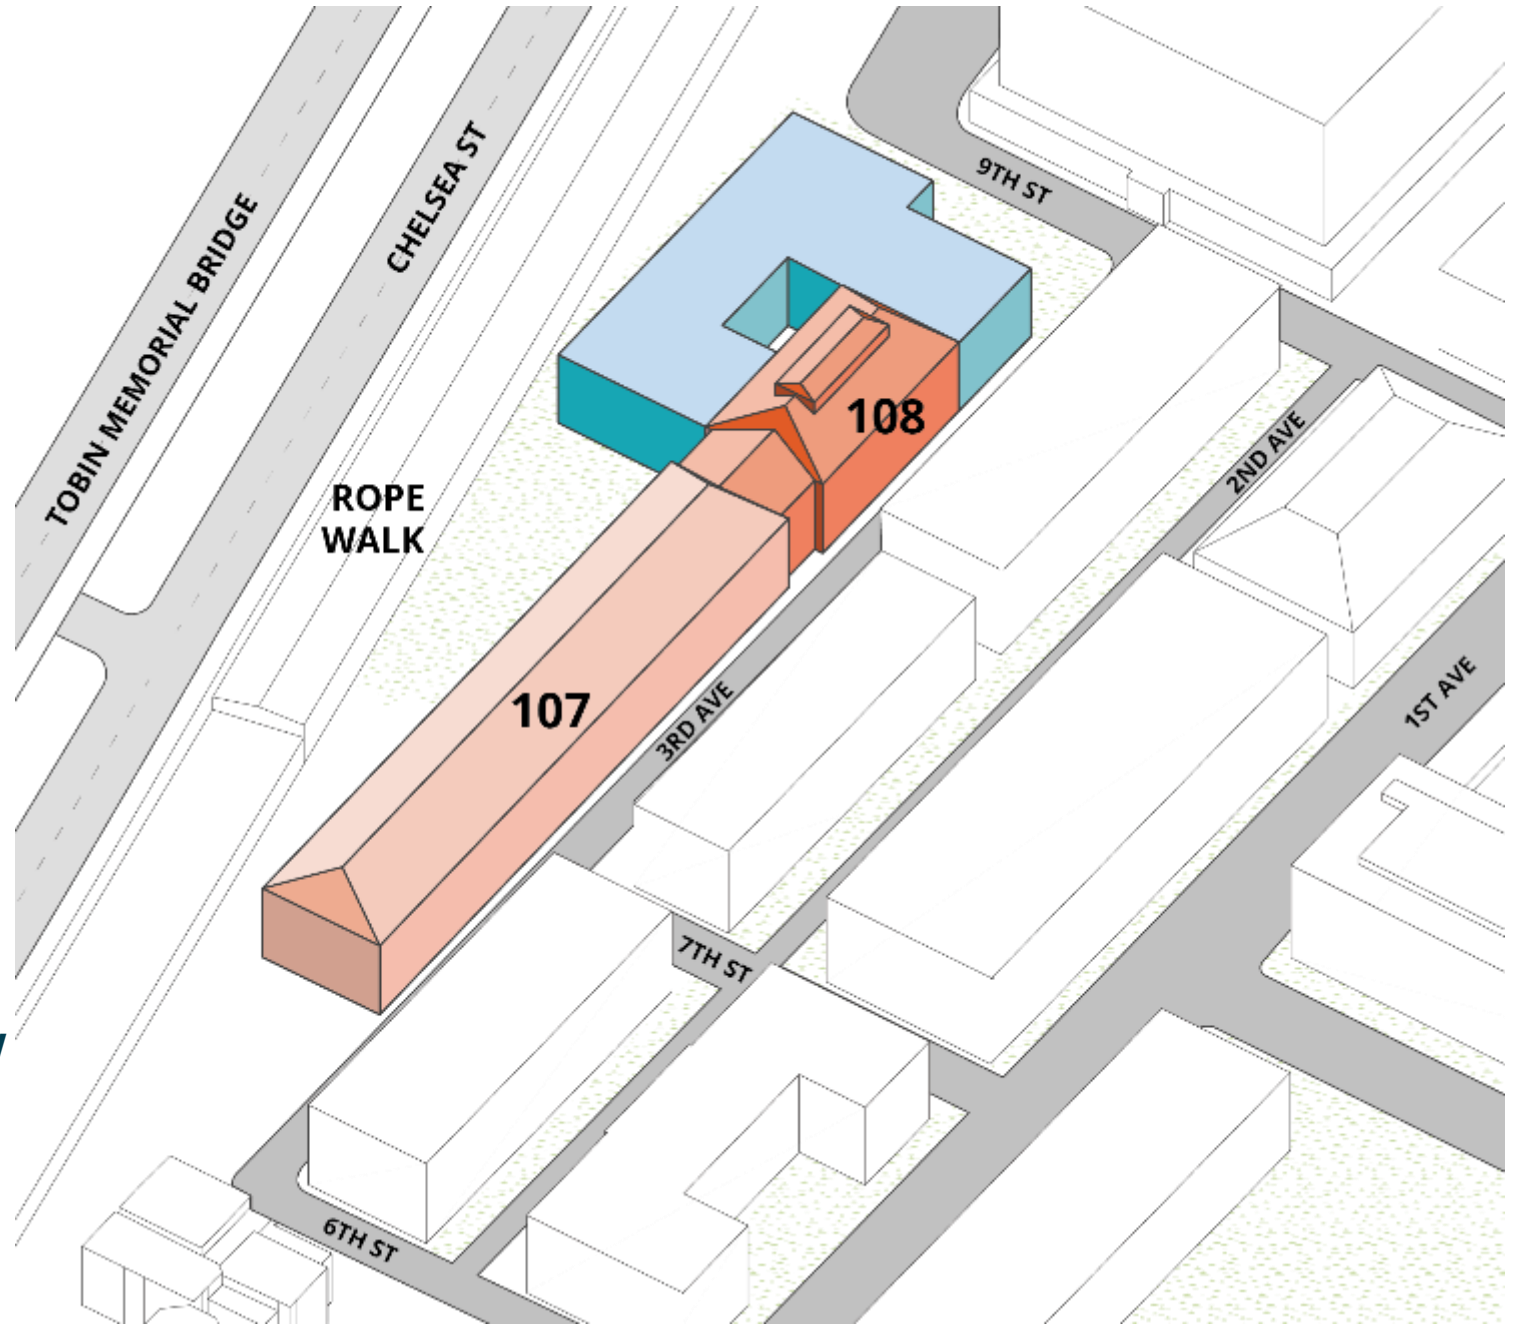 9TH ST
CHELSEA ST
TOBIN MEMORIAL BRIDGE
108
2ND AVE
ROPE
WALK
107
3RD AVE
1ST AVE
7TH ST
6TH ST